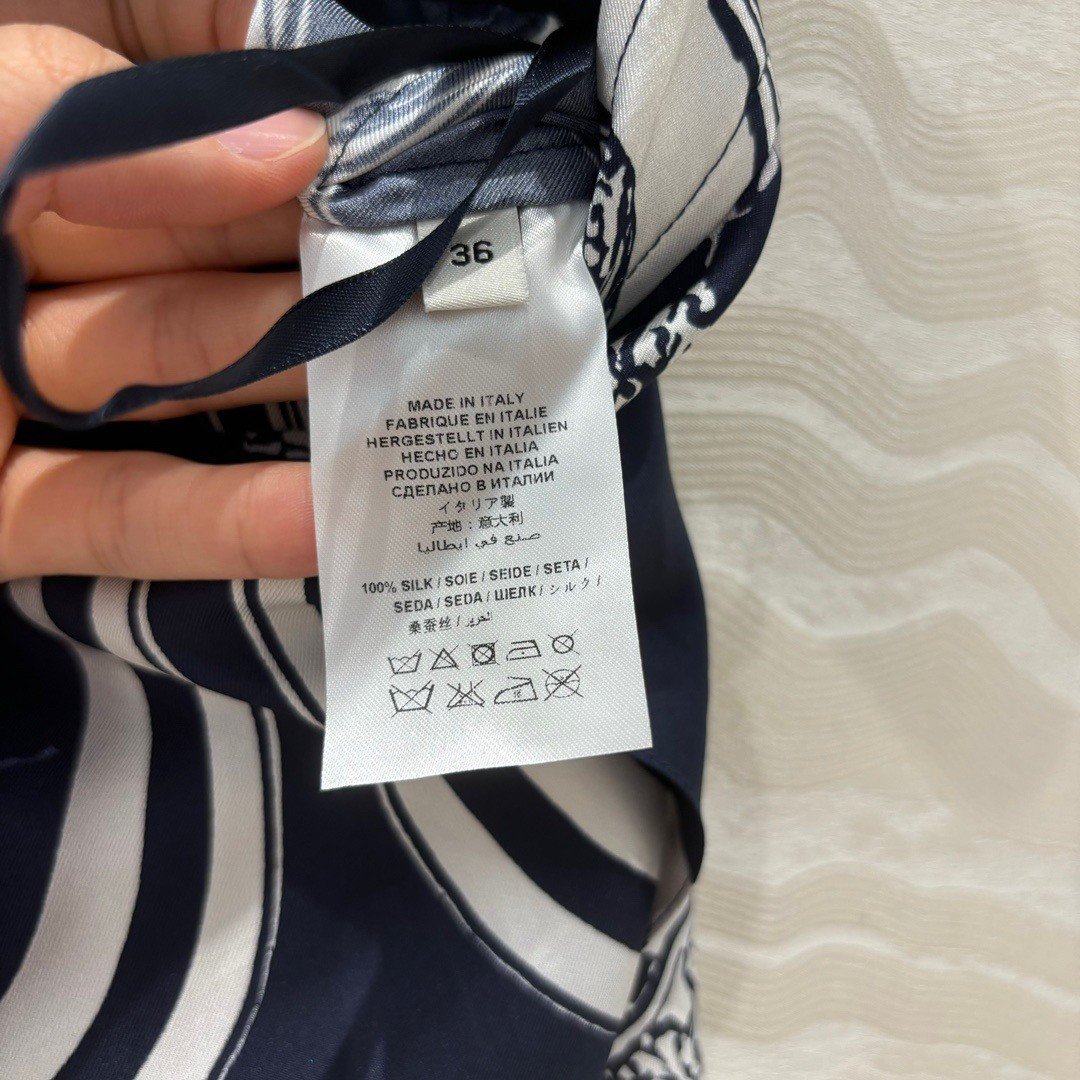 36
MADE IN ITALY
FABRIQUE EN ITALIE
HERGESTELLT IN ITALIEN
HECHO EN ITALIA
PRODUZIDO NA ITALIA
СДЕЛАНО В ИТАЛИИ
イタリア製
产地：意大利
صنع في ايطاليا
100% SILK / SOIE / SEIDE / SETA /
SEDA / SEDA / ШЕЛК / シルク /
桑蚕丝 / الحرير